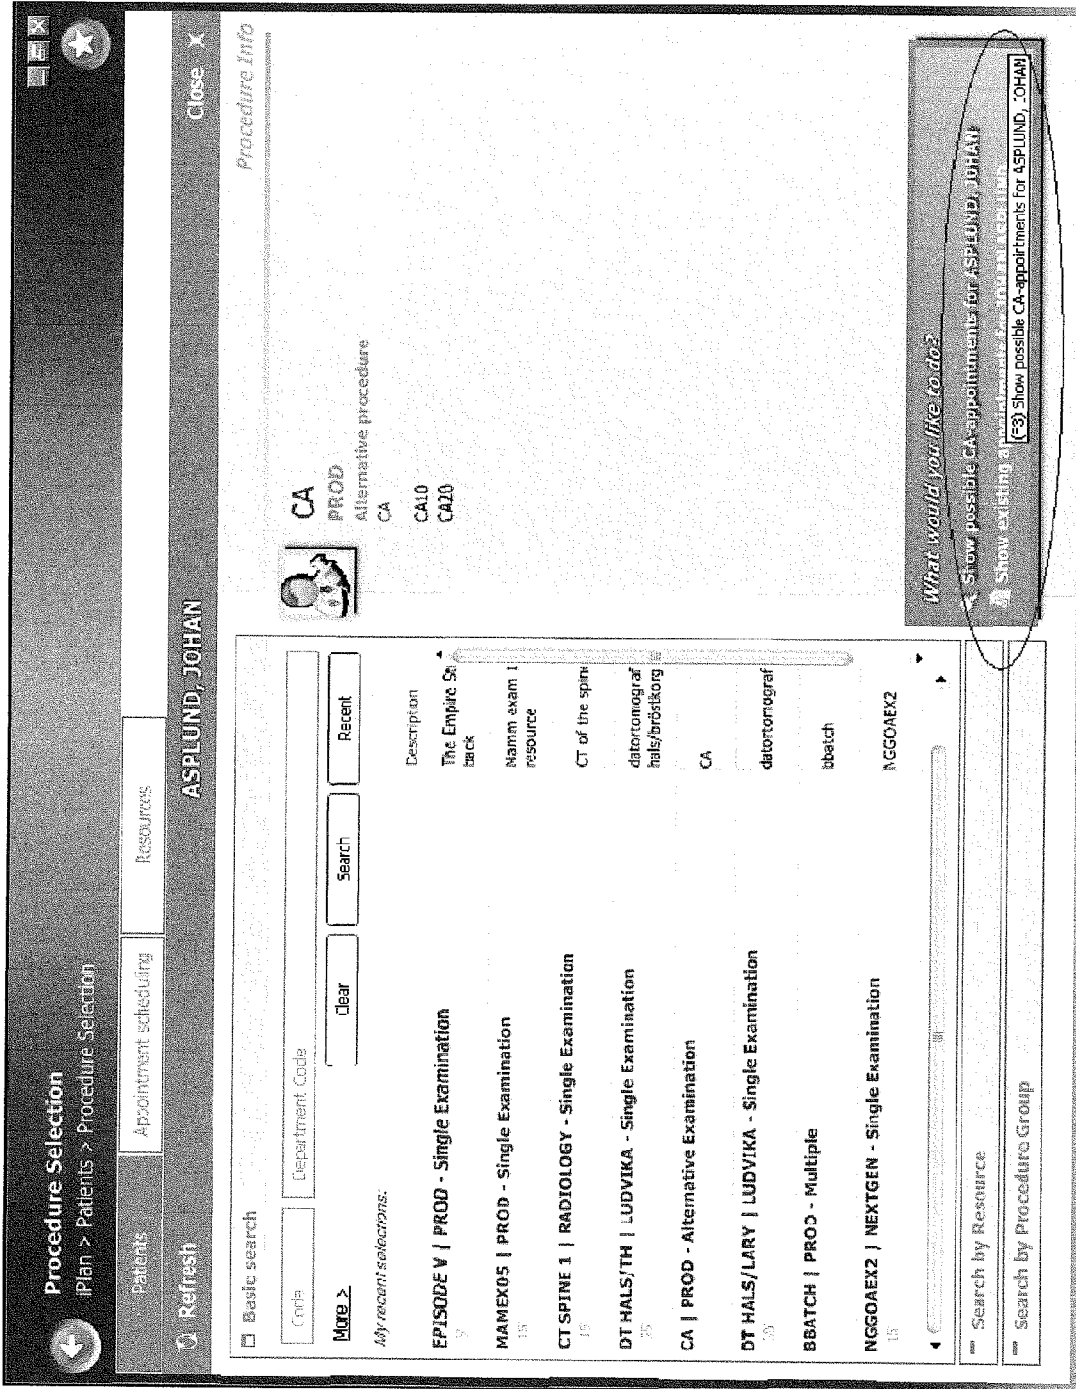 Procedure Selection
iPlan > Patients > Procedure Selection
Patients
Appointment scheduling
Resources
Refresh
ASPLUND, JOHAN
Close X
Basic search
Code
Department Code
More >
Clear
Search
Recent
My recent selections:
Description
EPISODE V | PROD - Single Examination
The Empire
back
MAMEX05 | PROD - Single Examination
15
Mamm exam 1
resource
CT SPINE 1 | RADIOLOGY - Single Examination
15
CT of the spine
DT HALS/TH | LUDVIKA - Single Examination
datortomograf
hals/bröstkorg
CA | PROD - Alternative Examination
CA
DT HALS/LARY | LUDVIKA - Single Examination
datortomograf
BBATCH | PROD - Multiple
bbatch
NGGOAEX2 | NEXTGEN - Single Examination
15
NGGOAEX2
Search by Resource
Search by Procedure Group
Procedure Info
CA
PROD
Alternative procedure
CA
CA10
CA20
What would you like to do?
Show possible CA-appointments for ASPLUND, JOHAN
Show existing
(F3) Show possible CA-appointments for ASPLUND, JOHAN